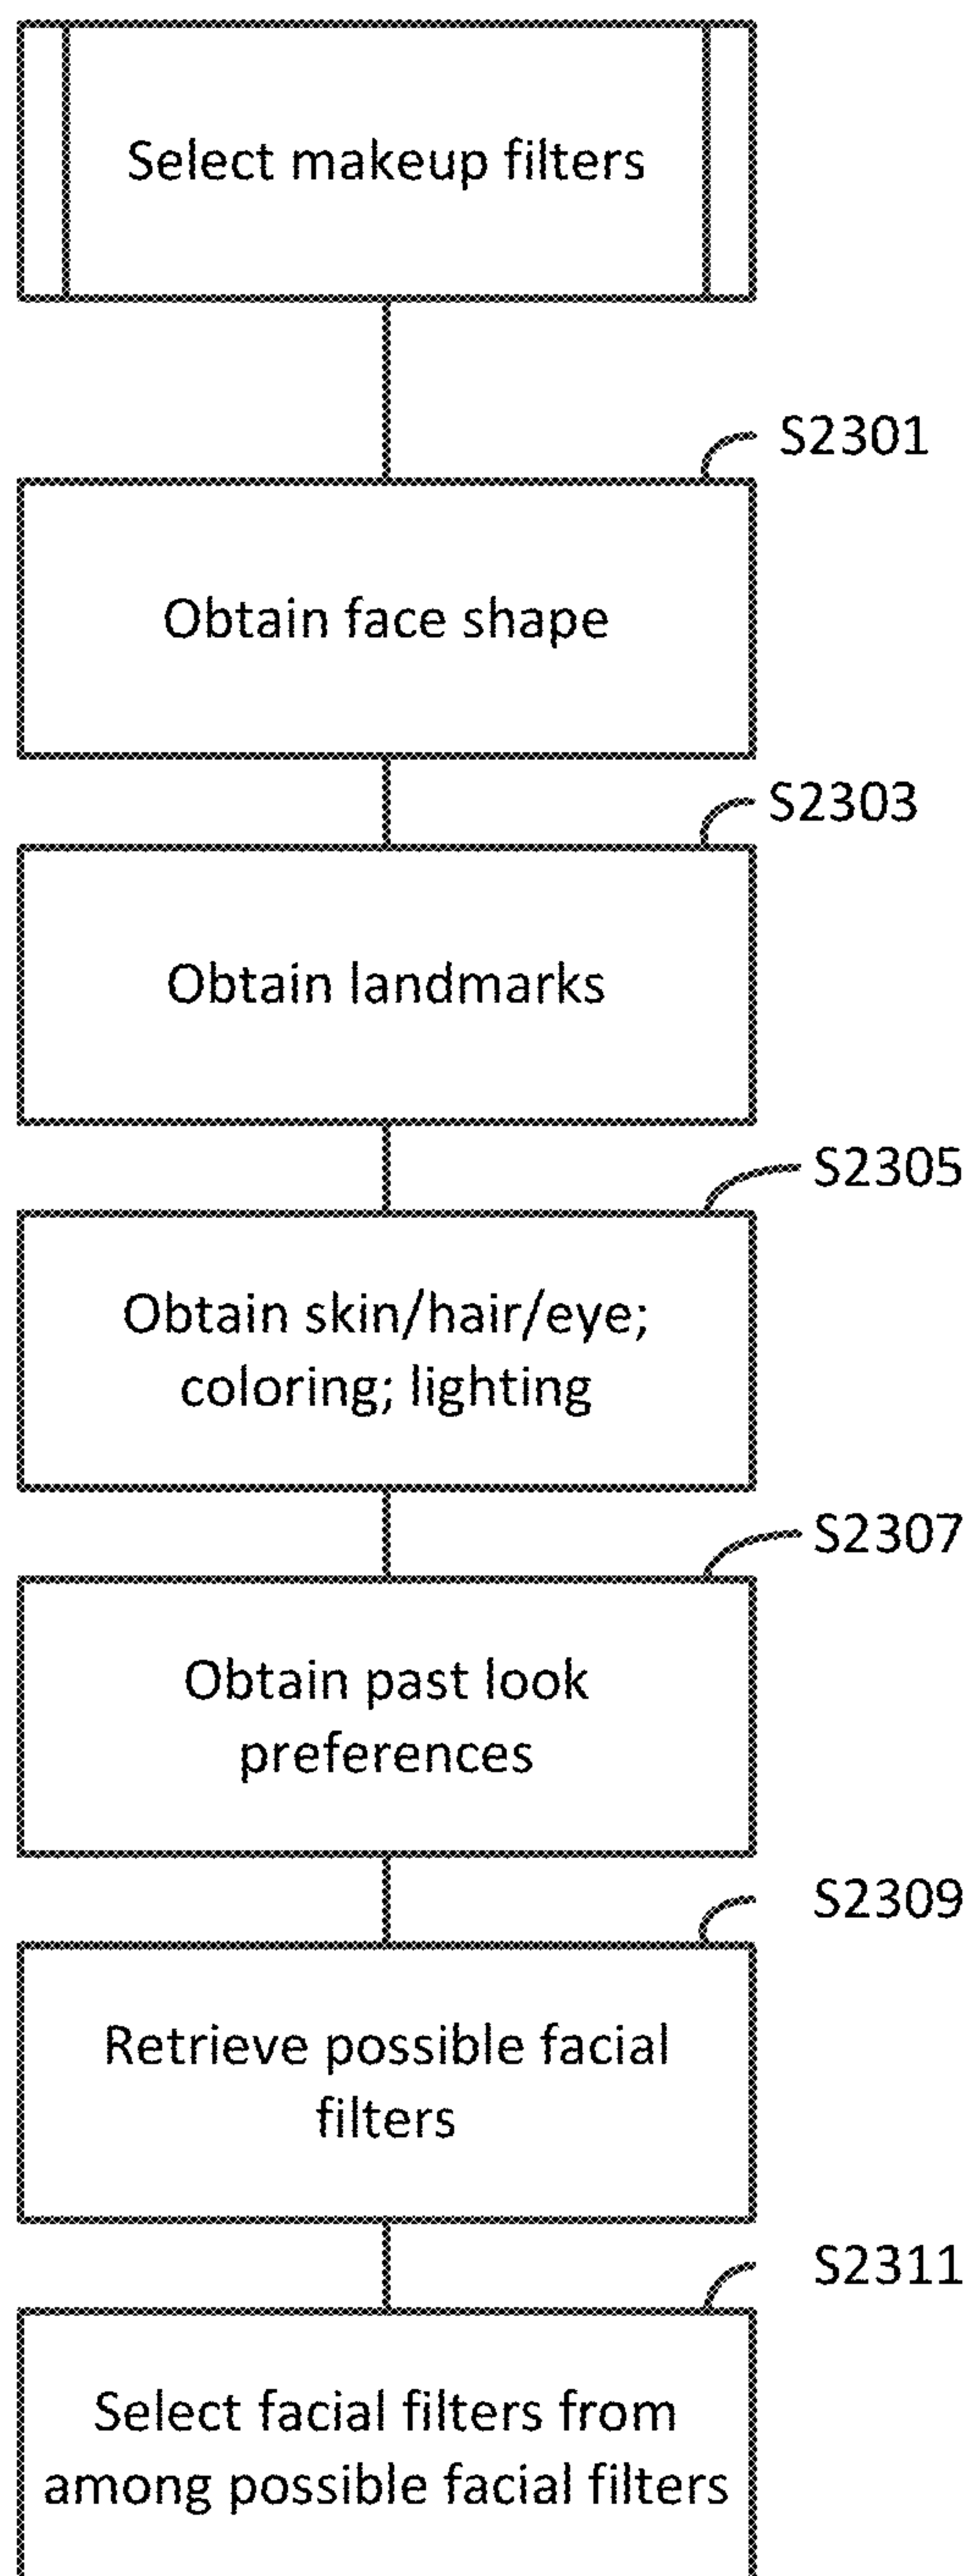 Select makeup filters
S2301
Obtain face shape
S2303
Obtain landmarks
S2305
Obtain skin/hair/eye;
coloring; lighting
S2307
Obtain past look
preferences
S2309
Retrieve possible facial
filters
S2311
Select facial filters from
among possible facial filters